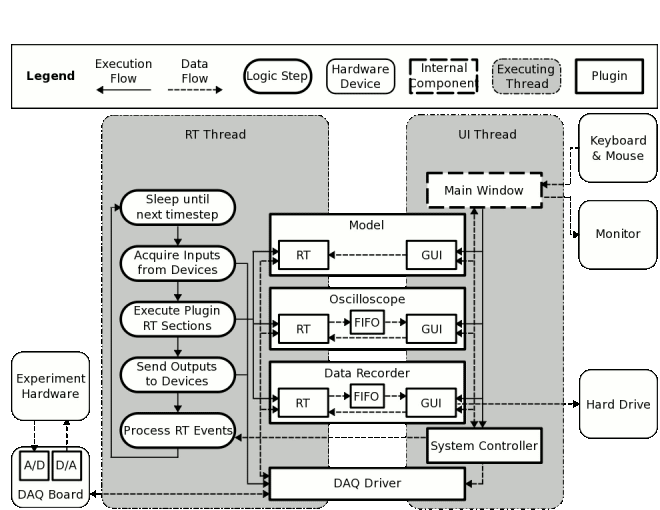 Legend
Execution
Flow
Data
Flow
Logic Step
Hardware
Device
Internal
Component
Executing
Thread
Plugin
RT Thread
UI Thread
Keyboard
& Mouse
Main Window
Monitor
Sleep until
next timestep
Model
RT
GUI
Acquire Inputs
from Devices
Oscilloscope
RT
FIFO
GUI
Execute Plugin
RT Sections
Data Recorder
RT
FIFO
GUI
Send Outputs
to Devices
Experiment
Hardware
Hard Drive
Process RT Events
System Controller
A/D
D/A
DAQ Board
DAQ Driver